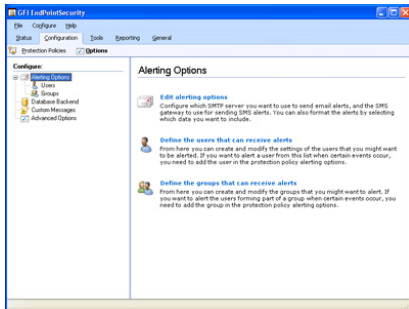 GFI EndPointSecurity
File Configure Help
Status Configuration Tools Reporting General
Protection Policies Options
Configure:
Alerting Options
Users
Groups
Database Backend
Custom Messages
Advanced Options
Alerting Options
Edit alerting options
Configure which SMTP server you want to use to send email alerts, and the SMS
gateway to use for sending SMS alerts. You can also format the alerts by selecting
which data you want to include.
Define the users that can receive alerts
From here you can create and modify the settings of the users that you might want
to be alerted. If you want to alert a user from this list when certain events occur,
you need to add the user in the protection policy alerting options.
Define the groups that can receive alerts
From here you can create and modify the groups that you might want to alert. If
you want to alert the users forming part of a group when certain events occur, you
need to add the group in the protection policy alerting options.